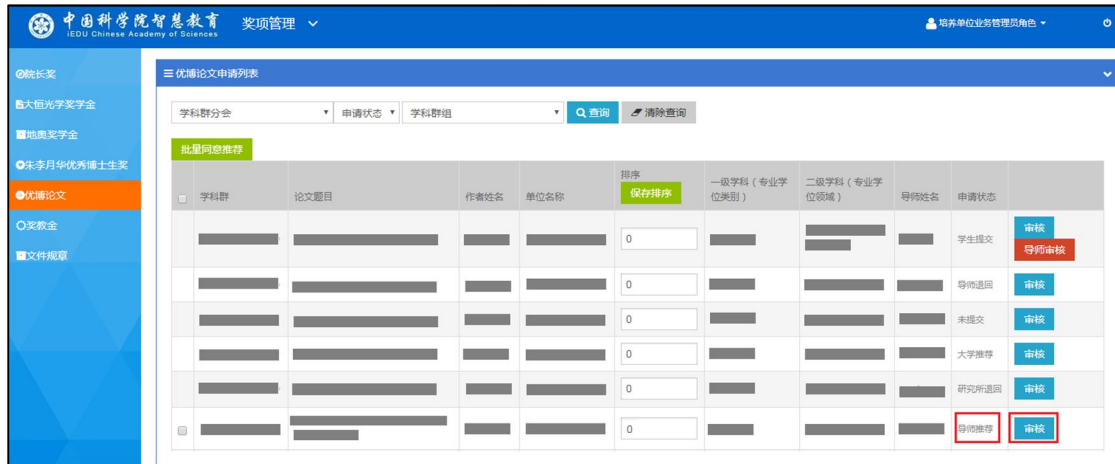 中国科学院智慧教育
iEDU Chinese Academy of Sciences
奖项管理
培养单位业务管理员角色
院长奖
大恒光学奖学金
地奥奖学金
朱李月华优秀博士生奖
优博论文
奖教金
文件规章
优博论文申请列表
学科群分会 申请状态 学科群组 查询 清除查询
批量同意推荐
学科群 论文题目 作者姓名 单位名称 排序 保存排序 一级学科（专业学位类别） 二级学科（专业学位领域） 导师姓名 申请状态
0 学生提交 审核
导师审核
0 导师退回 审核
0 未提交 审核
0 大学推荐 审核
0 研究所退回 审核
0 导师推荐 审核